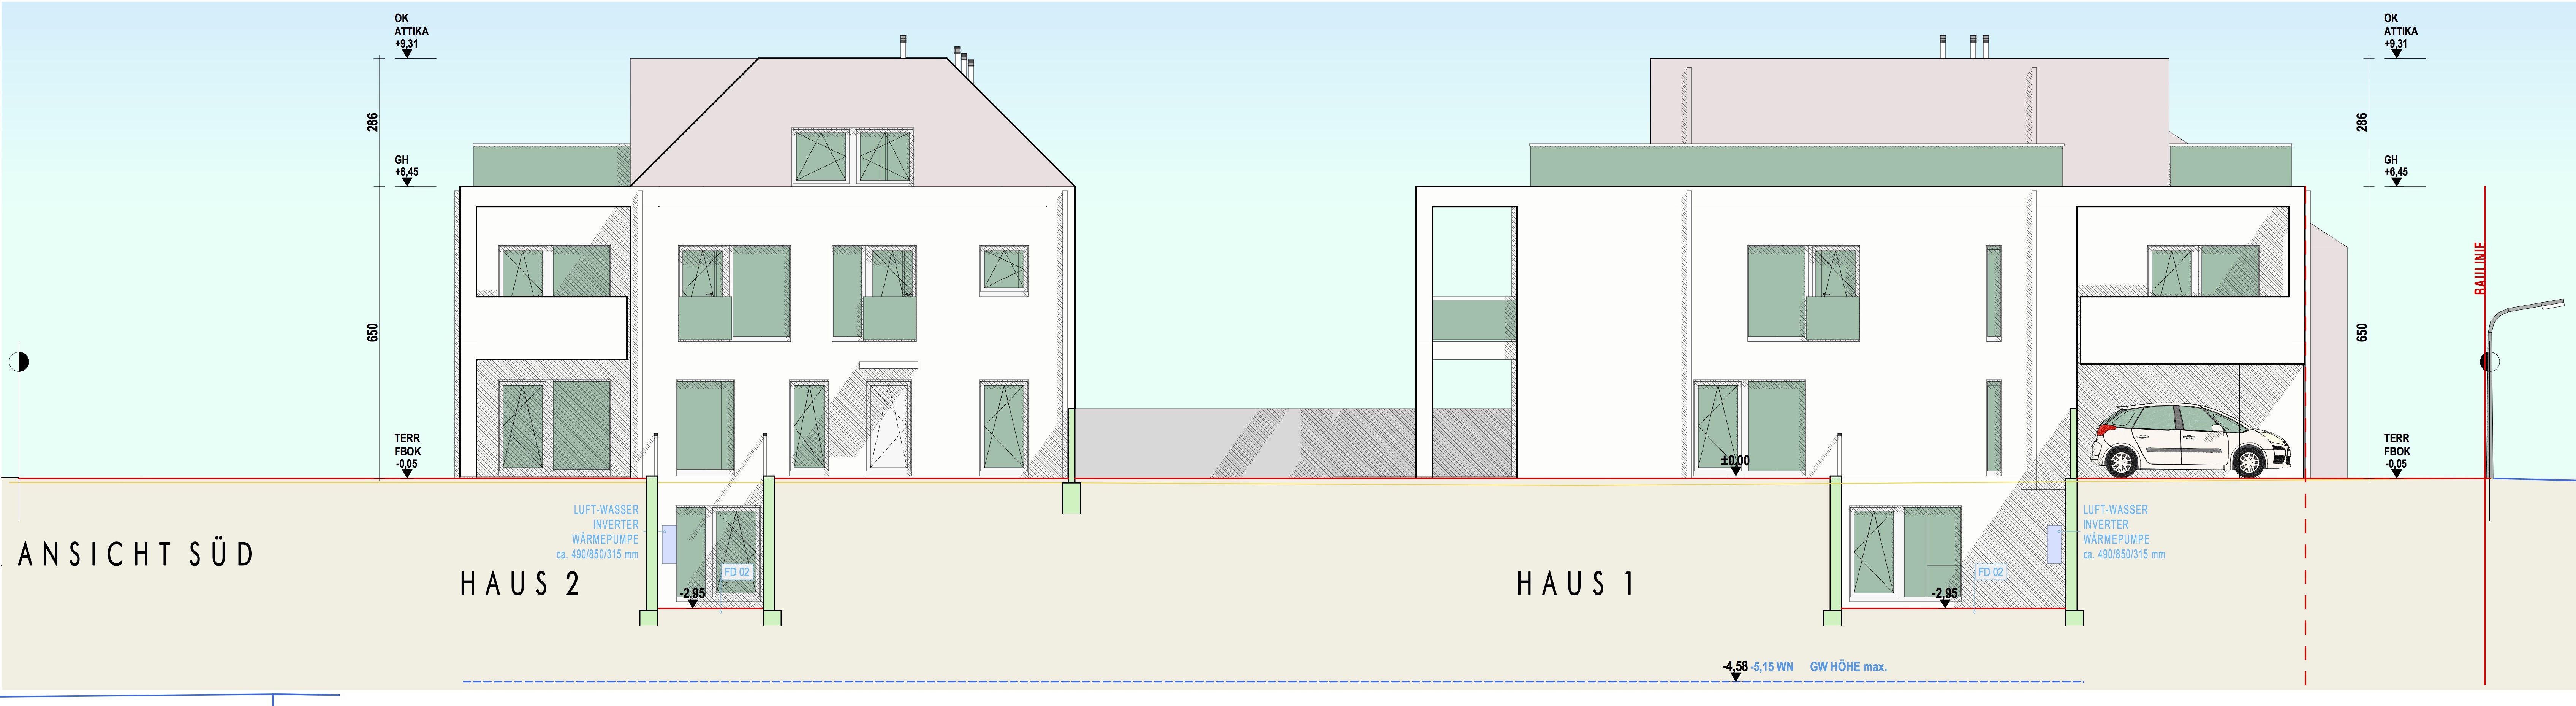 OK
ATTIKA
+9,31
286
GH
+6,45
650
TERR
FBOK
-0,05
OK
ATTIKA
+9,31
286
GH
+6,45
650
TERR
FBOK
-0,05
BAULINIE
±0,00
LUFT-WASSER
INVERTER
WÄRMEPUMPE
ca. 490/850/315 mm
FD 02
-2,95
LUFT-WASSER
INVERTER
WÄRMEPUMPE
ca. 490/850/315 mm
FD 02
-2,95
ANSICHT SÜD
HAUS 2
HAUS 1
-4,58 -5,15 WN GW HÖHE max.